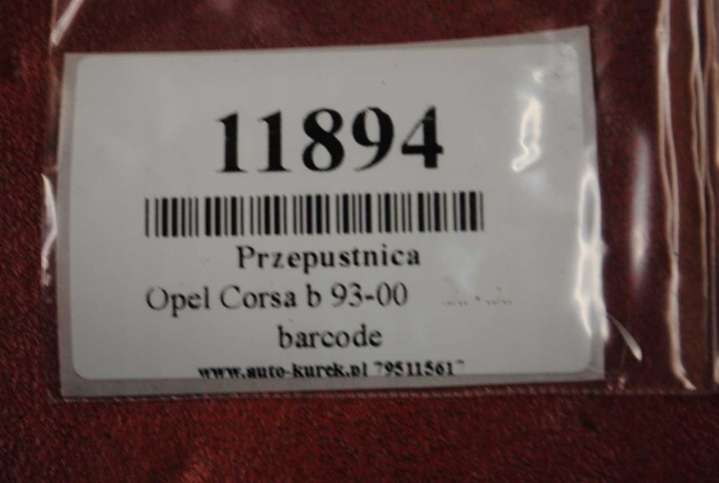 11894
Przepustnica
Opel Corsa b 93-00
barcode
www.auto-kurek.pl